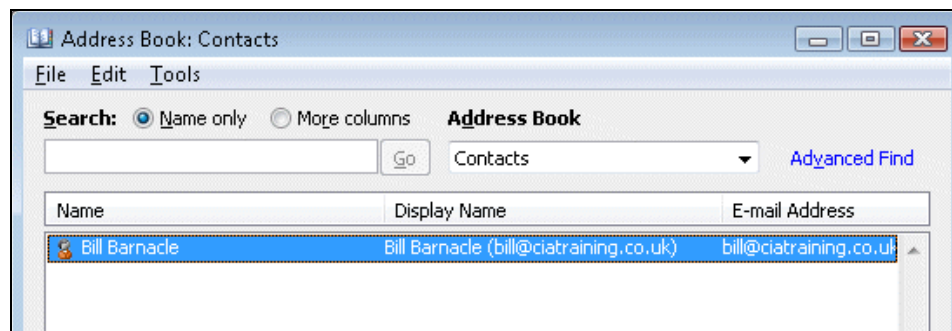 Address Book: Contacts
File Edit Tools
Search: Name only More columns Address Book
Go Contacts Advanced Find
Name Display Name E-mail Address
Bill Barnacle Bill Barnacle (bill@ciatraining.co.uk) bill@ciatraining.co.uk